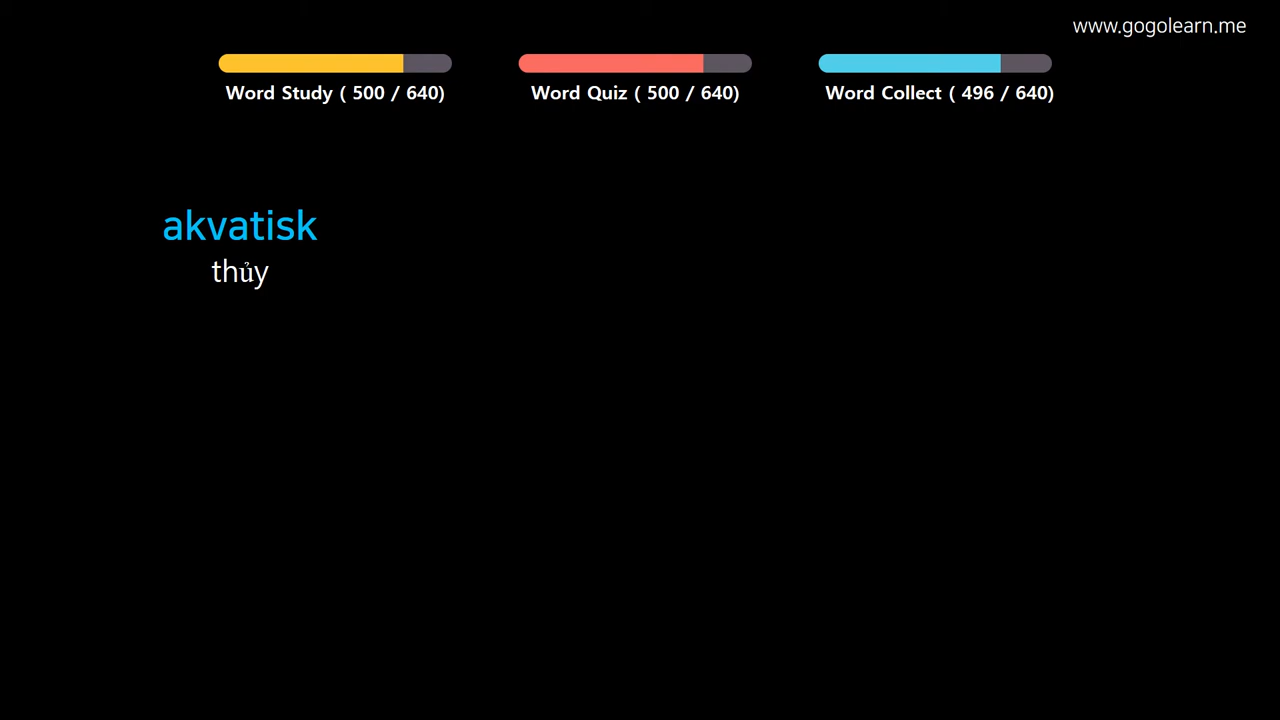 www.gogolearn.me
Word Study ( 500 / 640)
Word Quiz ( 500 / 640)
Word Collect ( 496 / 640)
akvatisk
thủy